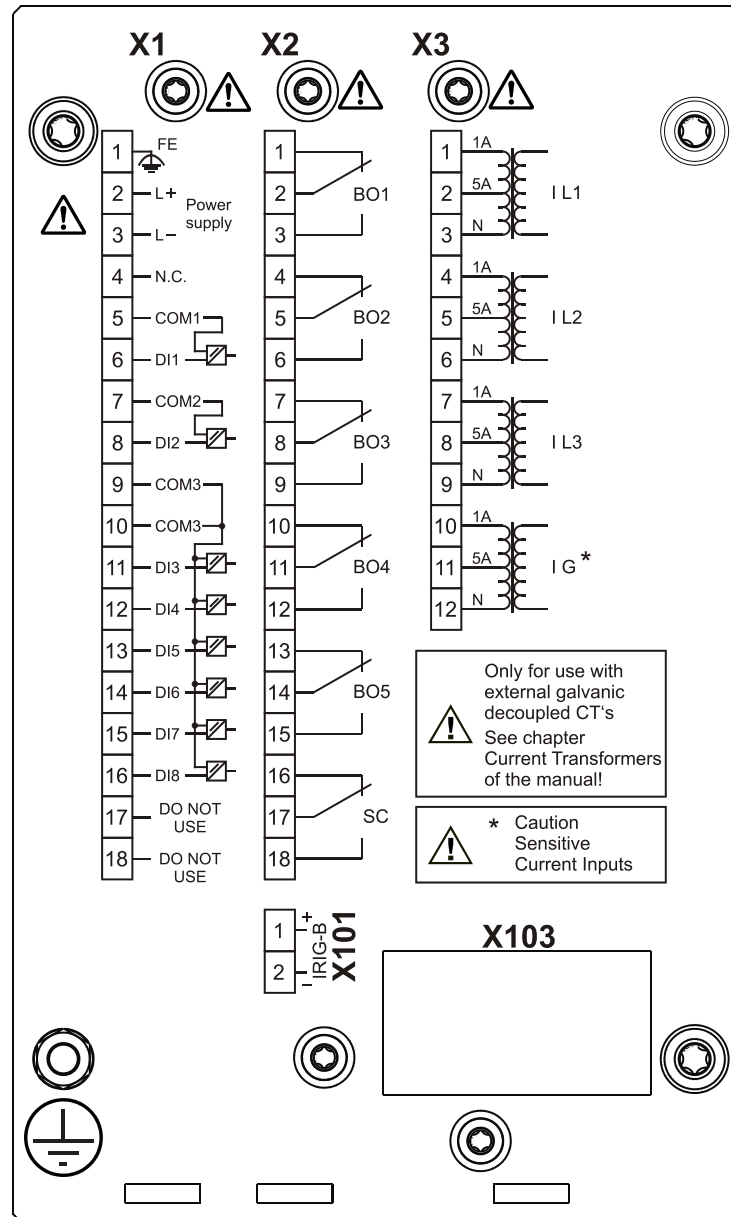 X1 X2 X3
1 FE
2 L+
Power
supply
3 L−
4 N.C.
5 COM1
6 DI1
7 COM2
8 DI2
9 COM3
10 COM3
11 DI3
12 DI4
13 DI5
14 DI6
15 DI7
16 DI8
17 DO NOT
USE
18 DO NOT
USE
1
2 BO1
3
4
5 BO2
6
7
8 BO3
9
10
11 BO4
12
13
14 BO5
15
16
17 SC
18
1 1A
2 5A I L1
3 N
4 1A
5 5A I L2
6 N
7 1A
8 5A I L3
9 N
10 1A
11 5A I G*
12 N
! Only for use with
external galvanic
decoupled CT‘s
See chapter
Current Transformers
of the manual!
! * Caution
Sensitive
Current Inputs
1 +
2 −
IRIG-B
X101
X103